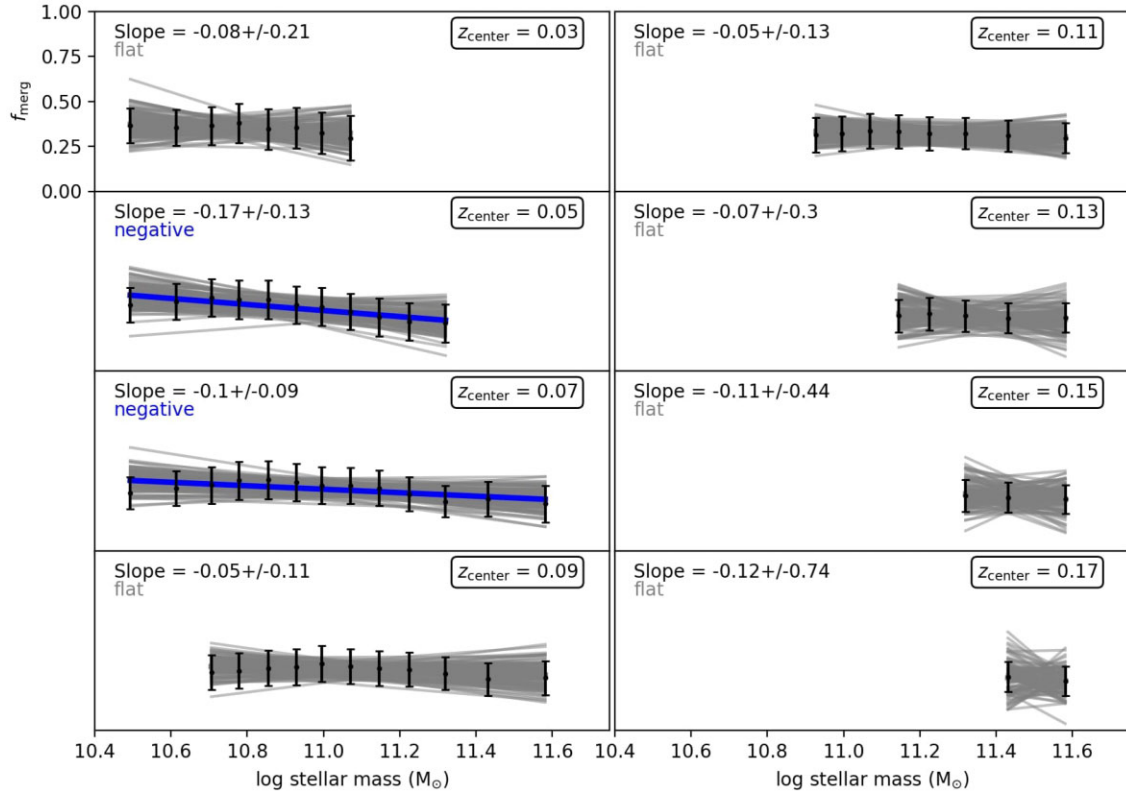 1.00
0.75
0.50
0.25
0.00
f_merg
Slope = -0.08+/-0.21
flat
z_center = 0.03
Slope = -0.05+/-0.13
flat
z_center = 0.11
Slope = -0.17+/-0.13
negative
z_center = 0.05
Slope = -0.07+/-0.3
flat
z_center = 0.13
Slope = -0.1+/-0.09
negative
z_center = 0.07
Slope = -0.11+/-0.44
flat
z_center = 0.15
Slope = -0.05+/-0.11
flat
z_center = 0.09
Slope = -0.12+/-0.74
flat
z_center = 0.17
10.4 10.6 10.8 11.0 11.2 11.4 11.6 10.4 10.6 10.8 11.0 11.2 11.4 11.6
log stellar mass (M⊙) log stellar mass (M⊙)